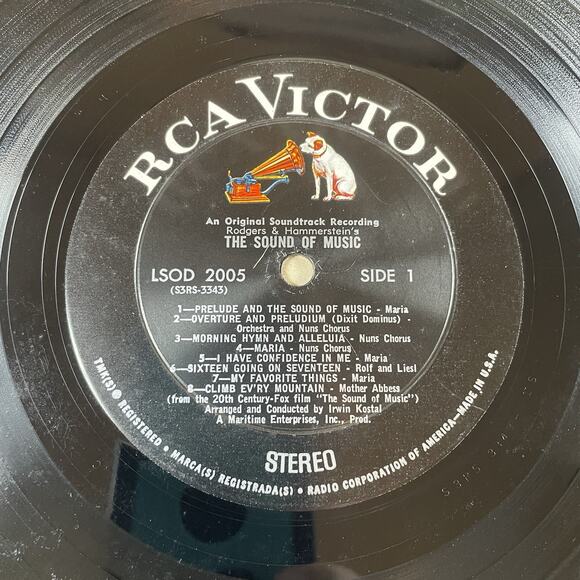 RCA VICTOR
An Original Soundtrack Recording
Rodgers & Hammerstein's
THE SOUND OF MUSIC
LSOD 2005 SIDE 1
(S3RS-3343)
1—PRELUDE AND THE SOUND OF MUSIC - Maria
2—OVERTURE AND PRELUDIUM (Dixit Dominus) -
Orchestra and Nuns Chorus
3—MORNING HYMN AND ALLELUIA - Nuns Chorus
4—MARIA - Nuns Chorus
5—I HAVE CONFIDENCE IN ME - Maria
6—SIXTEEN GOING ON SEVENTEEN - Rolf and Liesl
7—MY FAVORITE THINGS - Maria
8—CLIMB EV'RY MOUNTAIN - Mother Abbess
(from the 20th Century-Fox film "The Sound of Music")
Arranged and Conducted by Irwin Kostal
A Maritime Enterprises, Inc., Prod.
STEREO
TMK(S) ® REGISTERED • MARCA(S) REGISTRADA(S) • RADIO CORPORATION OF AMERICA—MADE IN U.S.A.